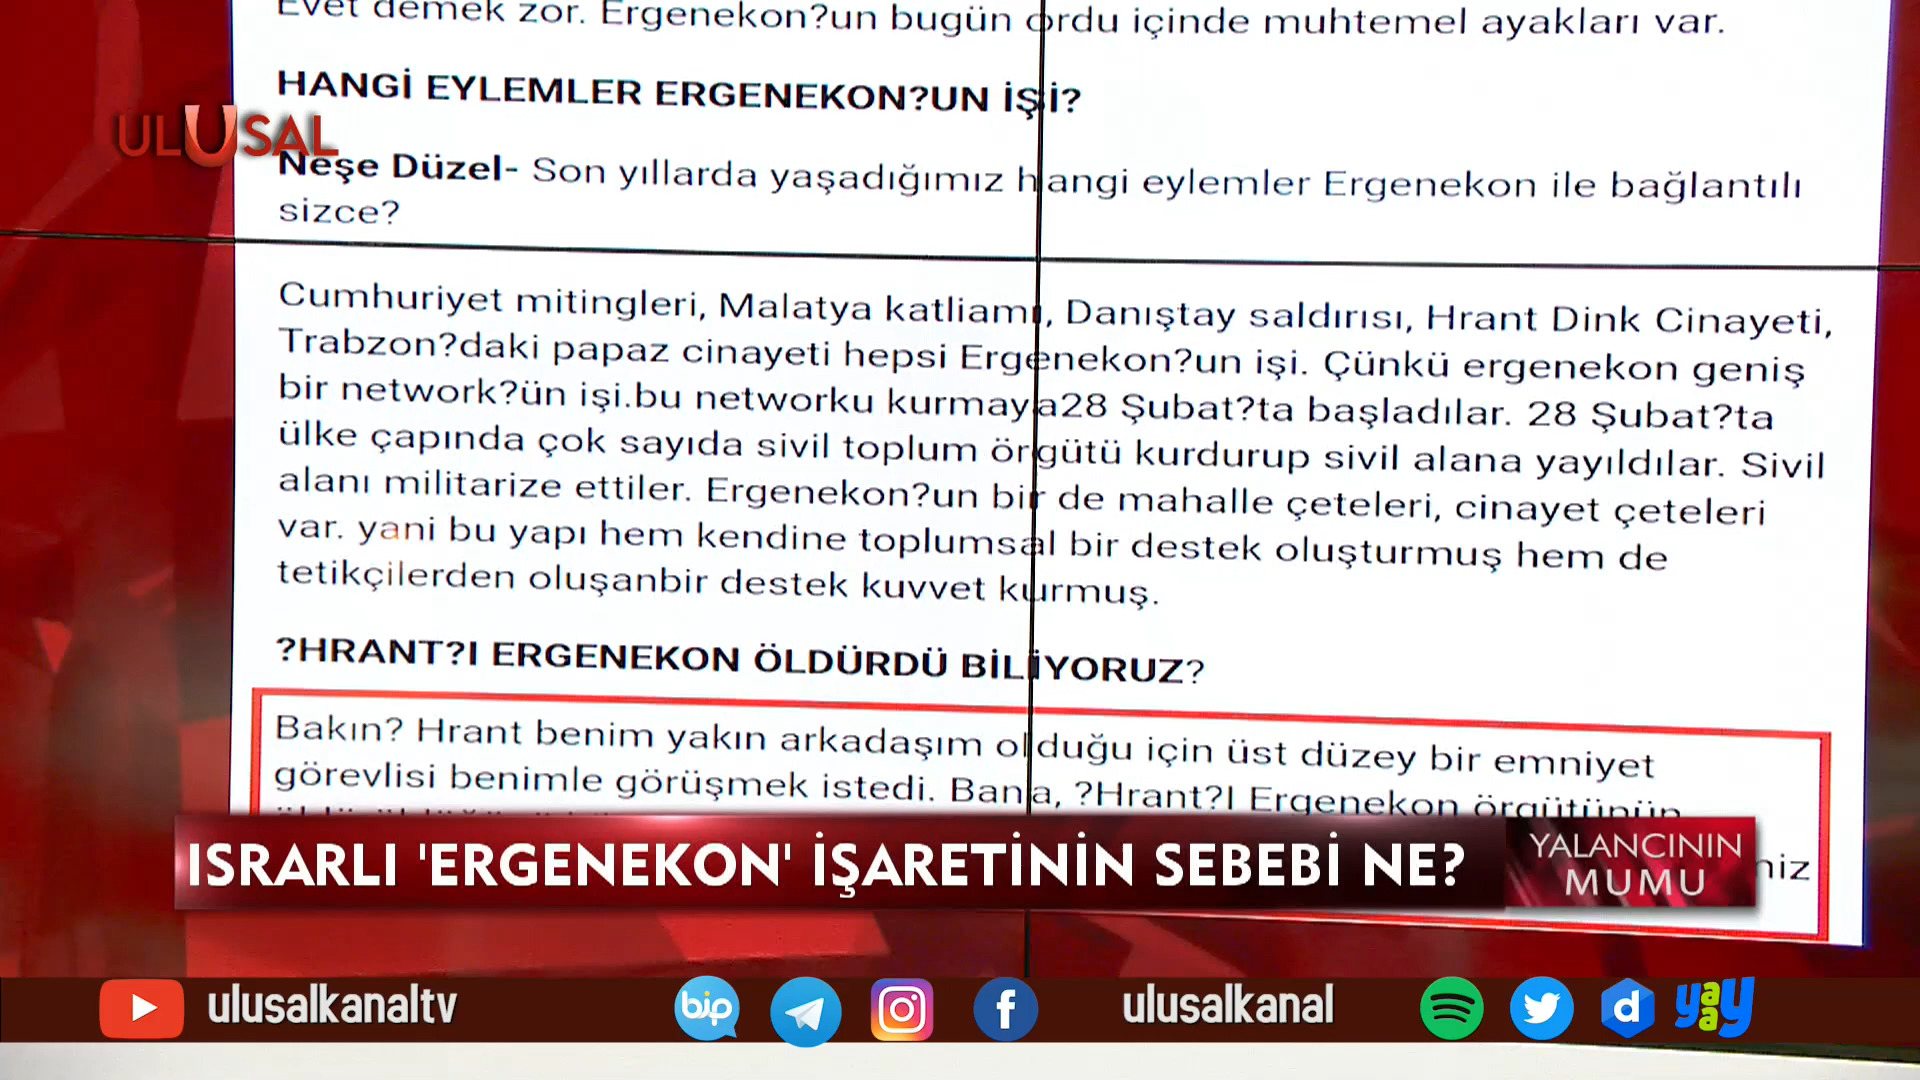 Evet demek zor. Ergenekon?un bugün ordu içinde muhtemel ayakları var.
HANGİ EYLEMLER ERGENEKON?UN İŞİ?
ULUSAL
Neşe Düzel- Son yıllarda yaşadığımız hangi eylemler Ergenekon ile bağlantılı
sizce?
Cumhuriyet mitingleri, Malatya katliamı, Danıştay saldırısı, Hrant Dink Cinayeti,
Trabzon?daki papaz cinayeti hepsi Ergenekon?un işi. Çünkü ergenekon geniş
bir network?ün işi.bu networku kurmaya28 Şubat?ta başladılar. 28 Şubat?ta
ülke çapında çok sayıda sivil toplum örgütü kurdurup sivil alana yayıldılar. Sivil
alanı militarize ettiler. Ergenekon?un bir de mahalle çeteleri, cinayet çeteleri
var. yani bu yapı hem kendine toplumsal bir destek oluşturmuş hem de
tetikçilerden oluşanbir destek kuvvet kurmuş.
?HRANT?I ERGENEKON ÖLDÜRDÜ BİLİYORUZ?
Bakın? Hrant benim yakın arkadaşım olduğu için üst düzey bir emniyet
görevlisi benimle görüşmek istedi. Bana, ?Hrant?I Ergenekon örgütünün
ISRARLI 'ERGENEKON' İŞARETİNİN SEBEBİ NE?
YALANCININ
MUMU
ulusalkanaltv
bip
ulusalkanal
d
yaay